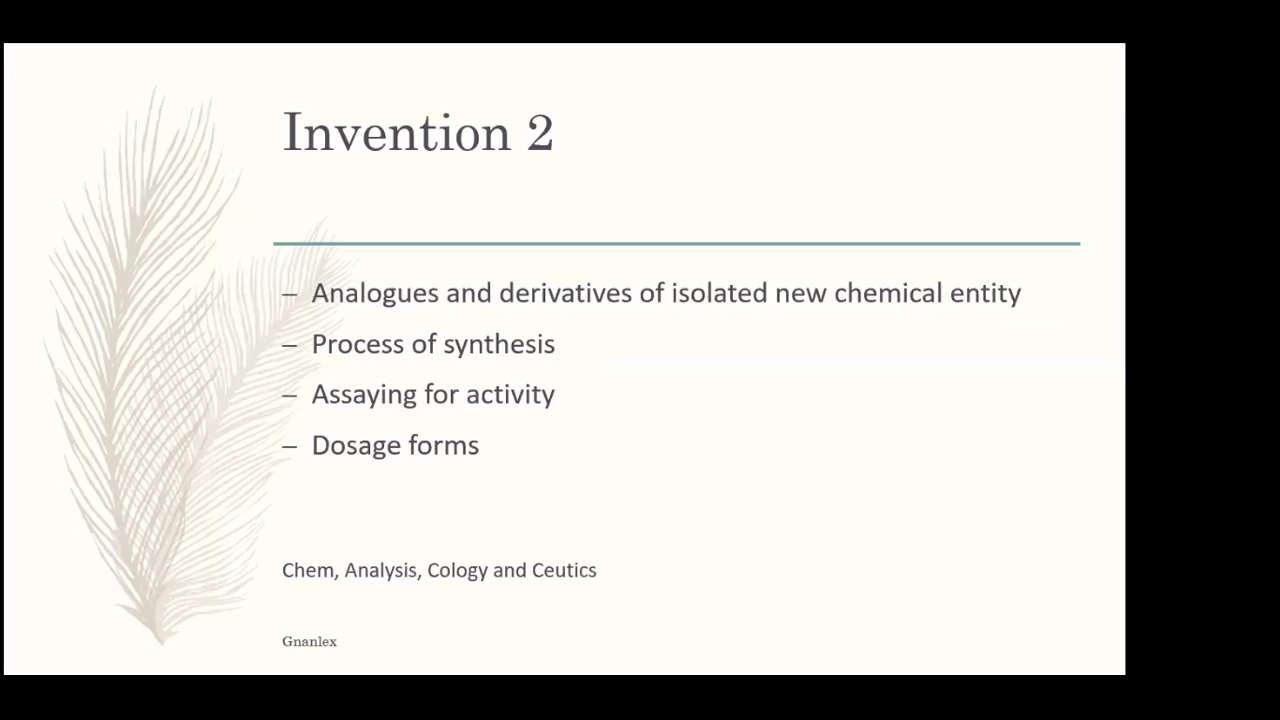 Invention 2
– Analogues and derivatives of isolated new chemical entity
– Process of synthesis
– Assaying for activity
– Dosage forms
Chem, Analysis, Cology and Ceutics
Gnanlex